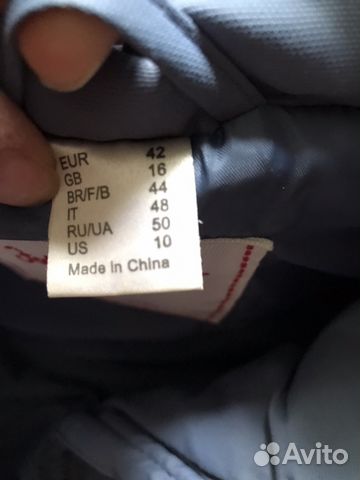 EUR 42
GB 16
BR/F/B 44
IT 48
RU/UA 50
US 10
Made in China
Avito